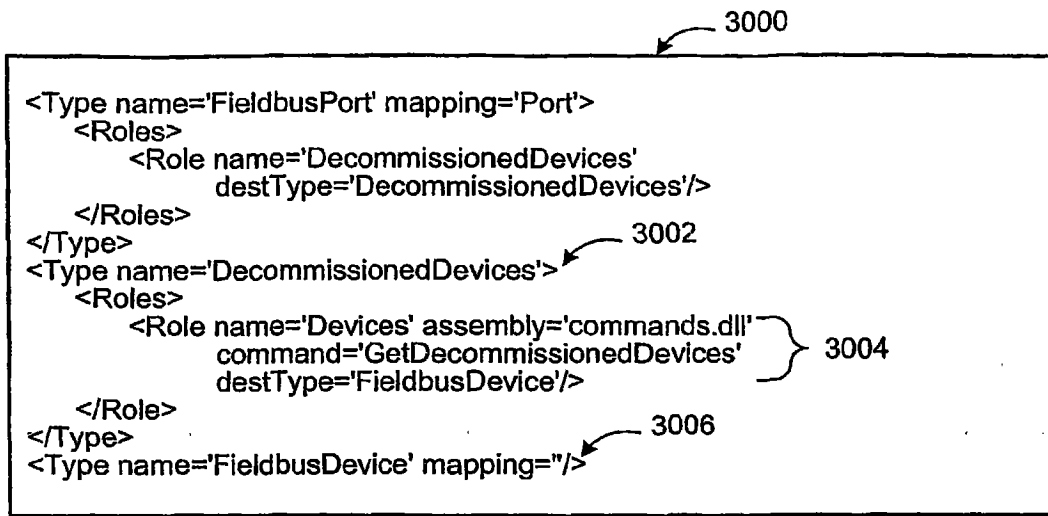 3000
<Type name='FieldbusPort' mapping='Port'>
<Roles>
<Role name='DecommissionedDevices'
destType='DecommissionedDevices'/>
</Roles>
</Type>
3002
<Type name='DecommissionedDevices'>
<Roles>
<Role name='Devices' assembly='commands.dll'
command='GetDecommissionedDevices'
destType='FieldbusDevice'/>
3004
</Role>
</Type>
3006
<Type name='FieldbusDevice' mapping=''/>